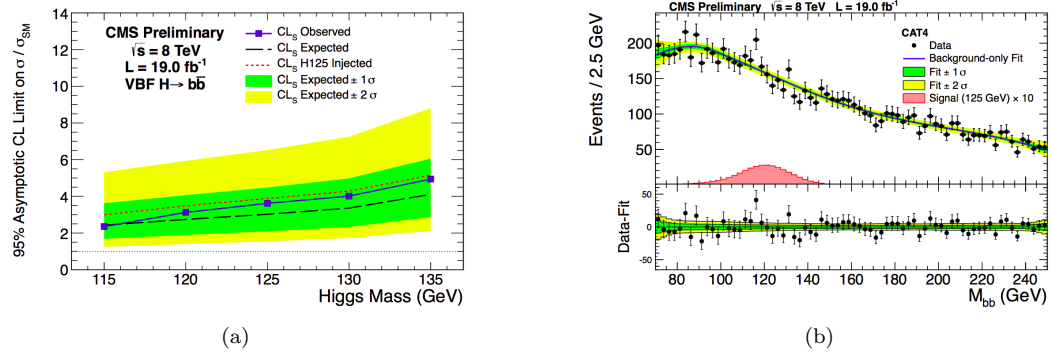 CMS Preliminary
√s = 8 TeV
L = 19.0 fb⁻¹
VBF H→ bb̅
CLₛ Observed
CLₛ Expected
CLₛ H125 Injected
CLₛ Expected ± 1 σ
CLₛ Expected ± 2 σ
95% Asymptotic CL Limit on σ / σSM
14
12
10
8
6
4
2
0
115 120 125 130 135
Higgs Mass (GeV)
(a)
CMS Preliminary √s = 8 TeV L = 19.0 fb⁻¹
CAT4
Data
Background-only Fit
Fit ± 1 σ
Fit ± 2 σ
Signal (125 GeV) × 10
Events / 2.5 GeV
200
150
100
50
Data-Fit
50
0
-50
80 100 120 140 160 180 200 220 240
Mbb (GeV)
(b)